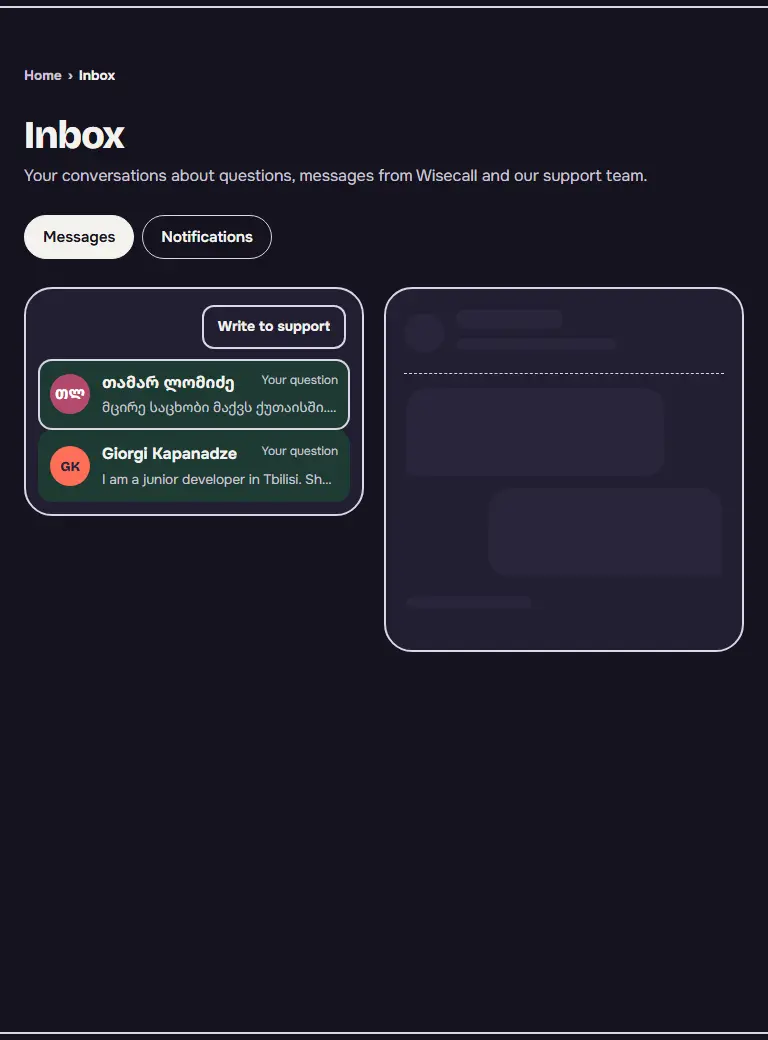 Home › Inbox
Inbox
Your conversations about questions, messages from Wisecall and our support team.
Messages
Notifications
Write to support
თლ
თამარ ლომიძე
Your question
მცირე საცხობი მაქვს ქუთაისში....
GK
Giorgi Kapanadze
Your question
I am a junior developer in Tbilisi. Sh...